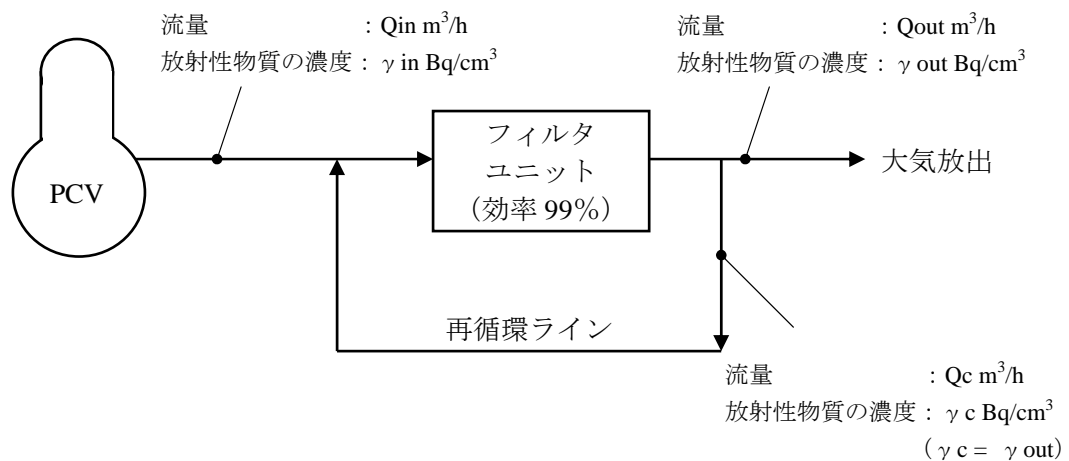 流量 : Qin m³/h
放射性物質の濃度: γ in Bq/cm³
流量 : Qout m³/h
放射性物質の濃度: γ out Bq/cm³
PCV
フィルタ
ユニット
(効率 99%)
大気放出
再循環ライン
流量 : Qc m³/h
放射性物質の濃度: γ c Bq/cm³
(γ c = γ out)